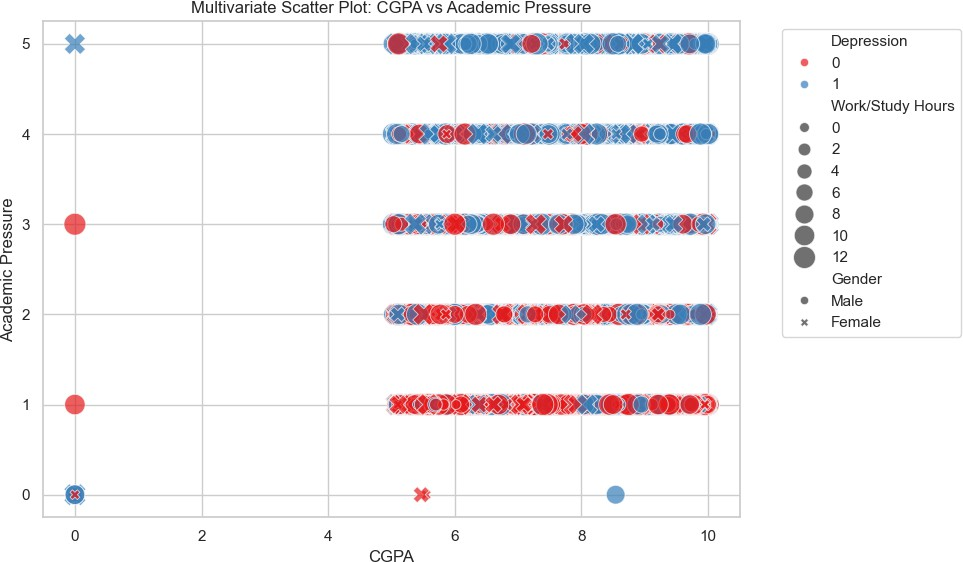 Multivariate Scatter Plot: CGPA vs Academic Pressure
Academic Pressure
5
4
3
2
1
0
0
2
4
6
8
10
CGPA
Depression
0
1
Work/Study Hours
0
2
4
6
8
10
12
Gender
Male
Female